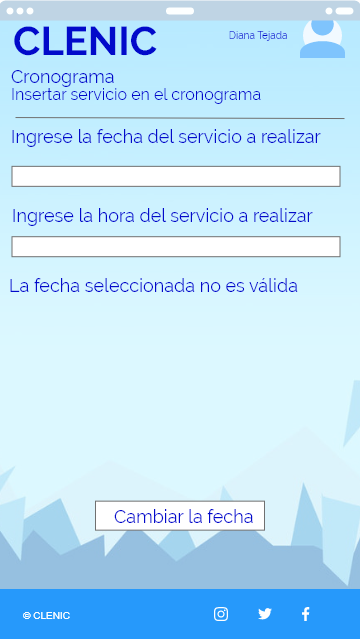 CLENIC
Diana Tejada
Cronograma
Insertar servicio en el cronograma
Ingrese la fecha del servicio a realizar
Ingrese la hora del servicio a realizar
La fecha seleccionada no es válida
Cambiar la fecha
© CLENIC